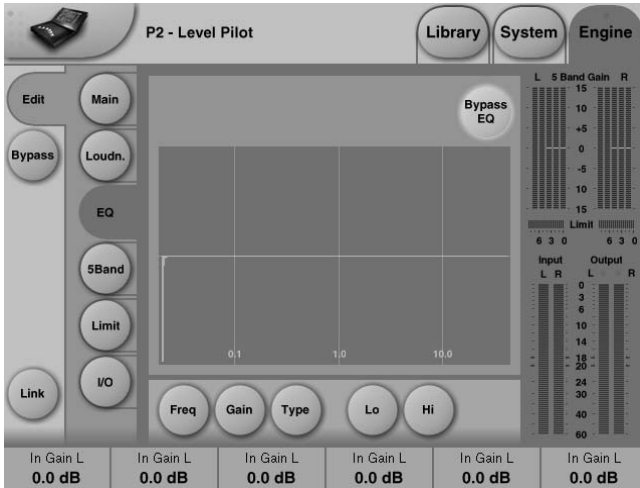 P2 - Level Pilot
Library
System
Engine
Edit
Bypass
Link
Main
Loudn.
EQ
5Band
Limit
I/O
Bypass
EQ
0.1 1.0 10.0
Freq
Gain
Type
Lo
Hi
L 5 Band Gain R
15
10
+5
0
-5
10
15
Limit
6 3 0 6 3 0
Input Output
L R L R
0
3
6
10
14
18
20
24
30
40
60
In Gain L In Gain L In Gain L In Gain L In Gain L In Gain L
0.0 dB 0.0 dB 0.0 dB 0.0 dB 0.0 dB 0.0 dB